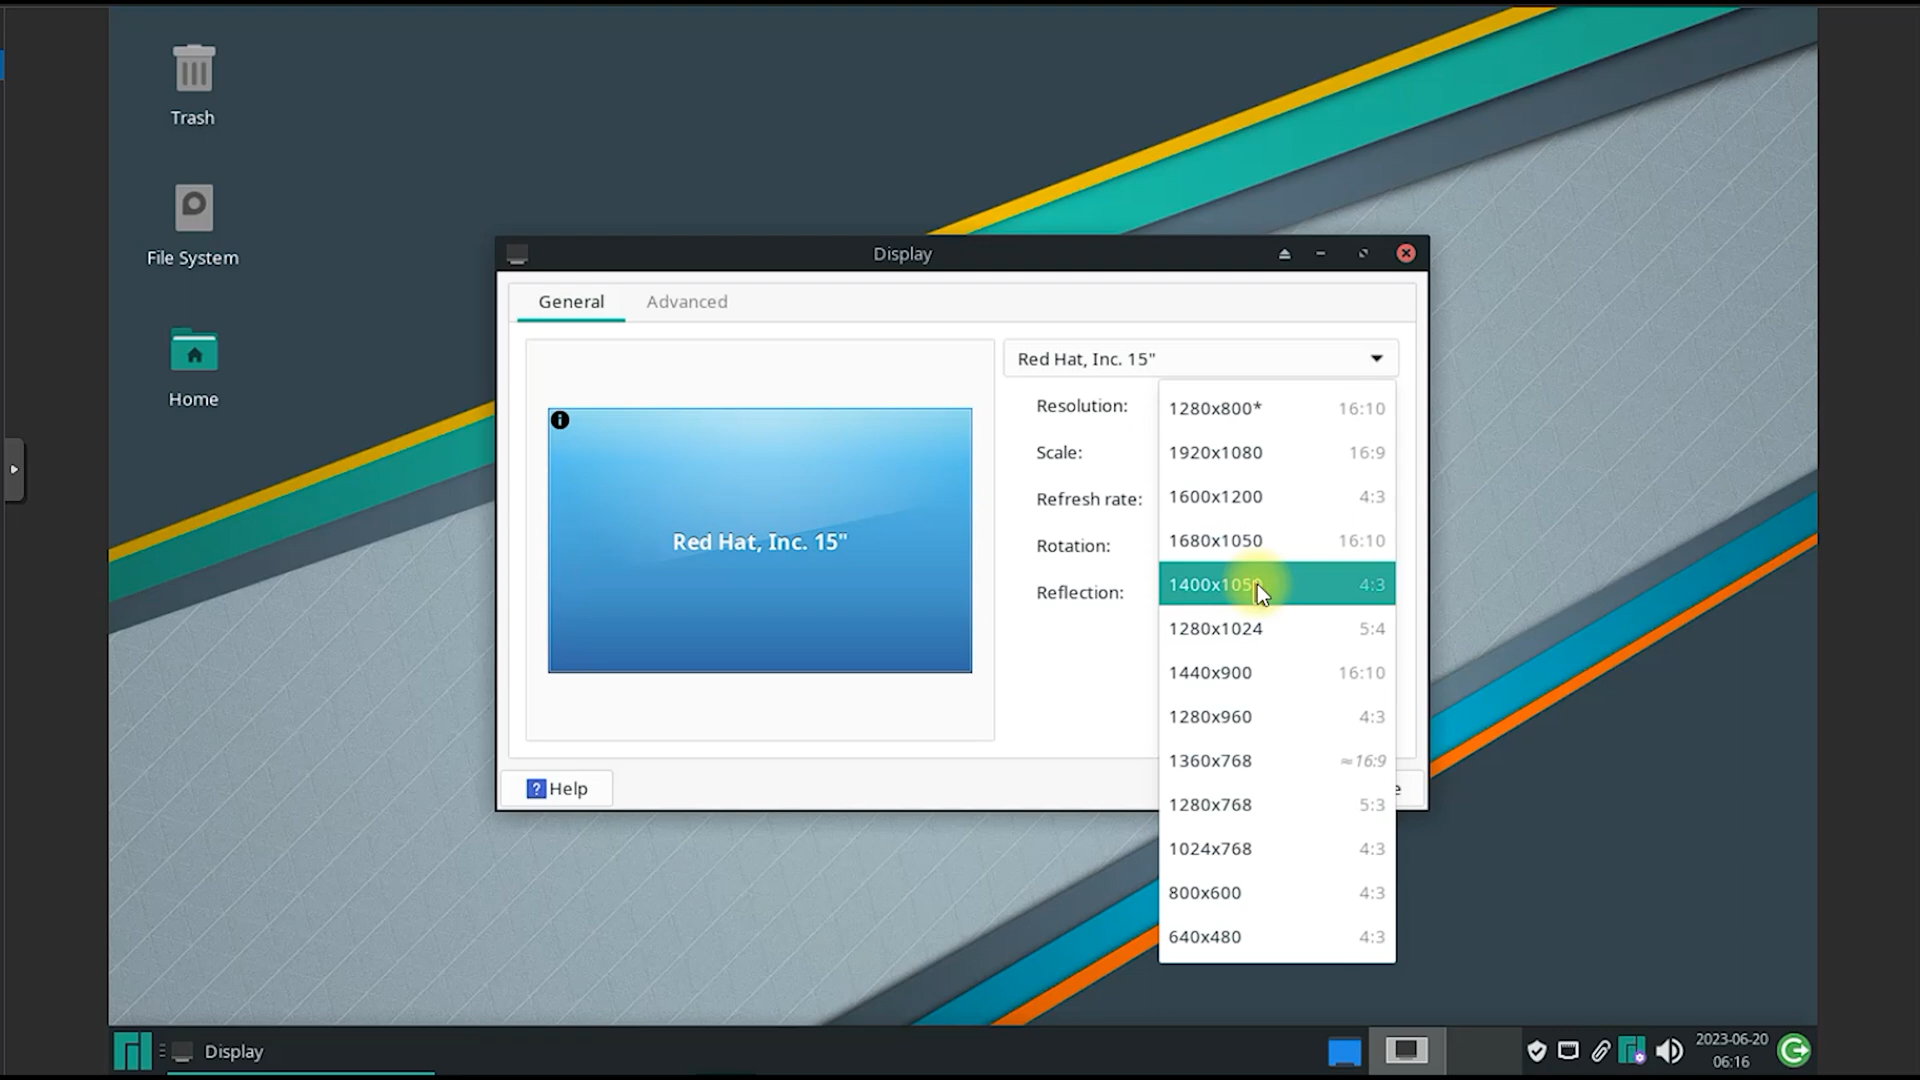 Trash
File System
Home
Display
General
Advanced
Red Hat, Inc. 15"
Red Hat, Inc. 15"
Resolution:
Scale:
Refresh rate:
Rotation:
Reflection:
1280x800* 16:10
1920x1080 16:9
1600x1200 4:3
1680x1050 16:10
1400x1050 4:3
1280x1024 5:4
1440x900 16:10
1280x960 4:3
1360x768 ≈16:9
1280x768 5:3
1024x768 4:3
800x600 4:3
640x480 4:3
? Help
e
Display
2023-06-20
06:16